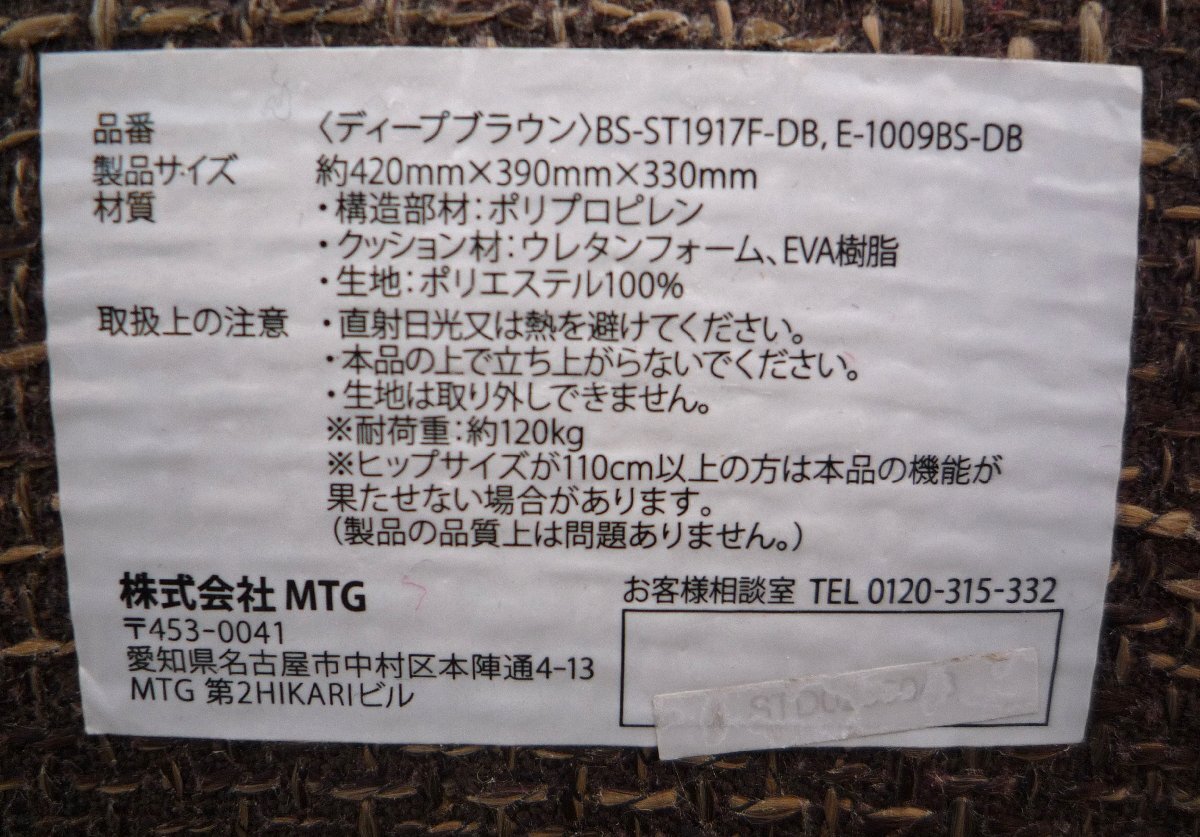 品番 〈ディープブラウン〉BS-ST1917F-DB, E-1009BS-DB
製品サイズ 約420mm×390mm×330mm
材質 ・構造部材：ポリプロピレン
・クッション材：ウレタンフォーム、EVA樹脂
・生地：ポリエステル100%
取扱上の注意 ・直射日光又は熱を避けてください。
・本品の上で立ち上がらないでください。
・生地は取り外しできません。
※耐荷重：約120kg
※ヒップサイズが110cm以上の方は本品の機能が
果たせない場合があります。
（製品の品質上は問題ありません。）
株式会社 MTG
〒453-0041
愛知県名古屋市中村区本陣通4-13
MTG 第2HIKARIビル
お客様相談室 TEL 0120-315-332